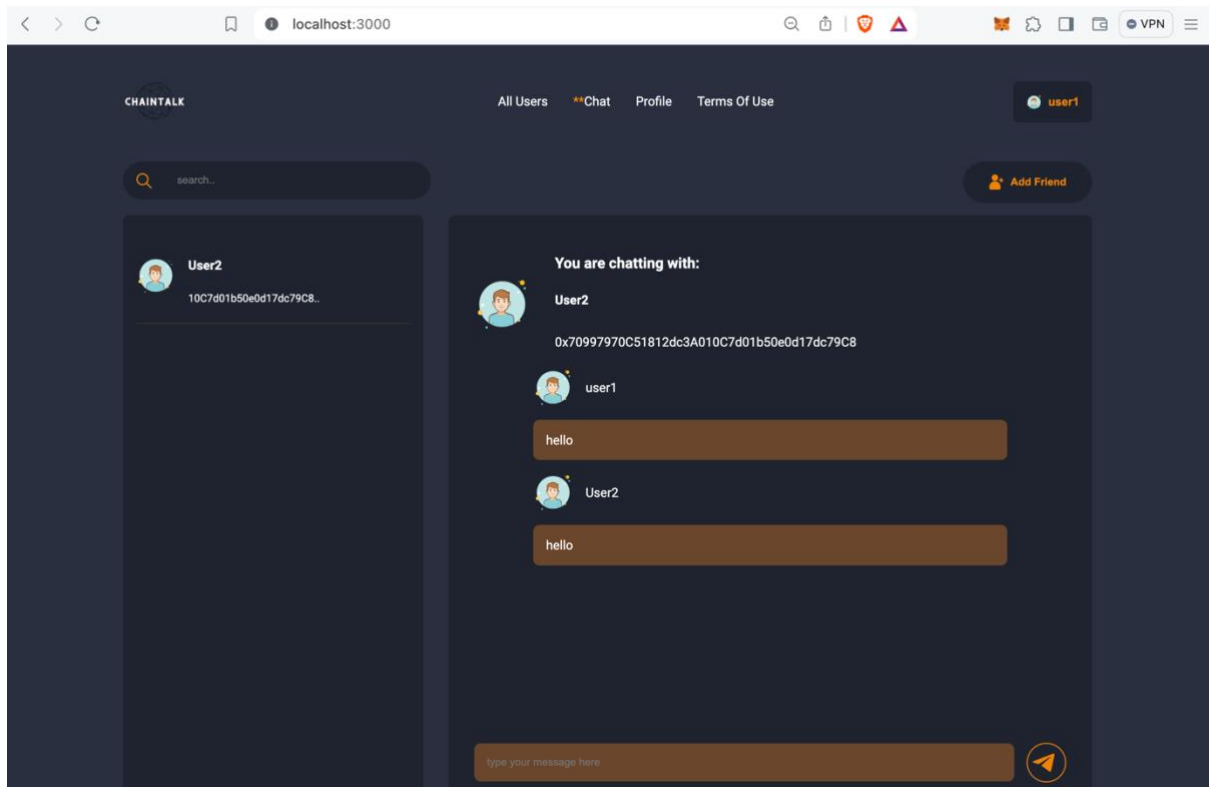 localhost:3000
VPN
CHAINTALK
All Users **Chat Profile Terms Of Use
user1
search..
Add Friend
User2
10C7d01b50e0d17dc79C8..
You are chatting with:
User2
0x70997970C51812dc3A010C7d01b50e0d17dc79C8
user1
hello
User2
hello
type your message here